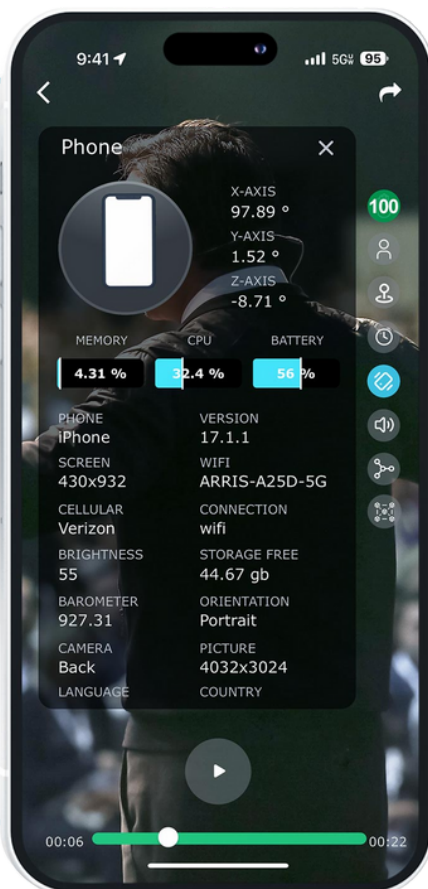 9:41 5G 95
Phone
X-AXIS
97.89 °
Y-AXIS
1.52 °
Z-AXIS
-8.71 °
100
MEMORY CPU BATTERY
4.31 % 32.4 % 56 %
PHONE VERSION
iPhone 17.1.1
SCREEN WIFI
430x932 ARRIS-A25D-5G
CELLULAR CONNECTION
Verizon wifi
BRIGHTNESS STORAGE FREE
55 44.67 gb
BAROMETER ORIENTATION
927.31 Portrait
CAMERA PICTURE
Back 4032x3024
LANGUAGE COUNTRY
00:06 00:22